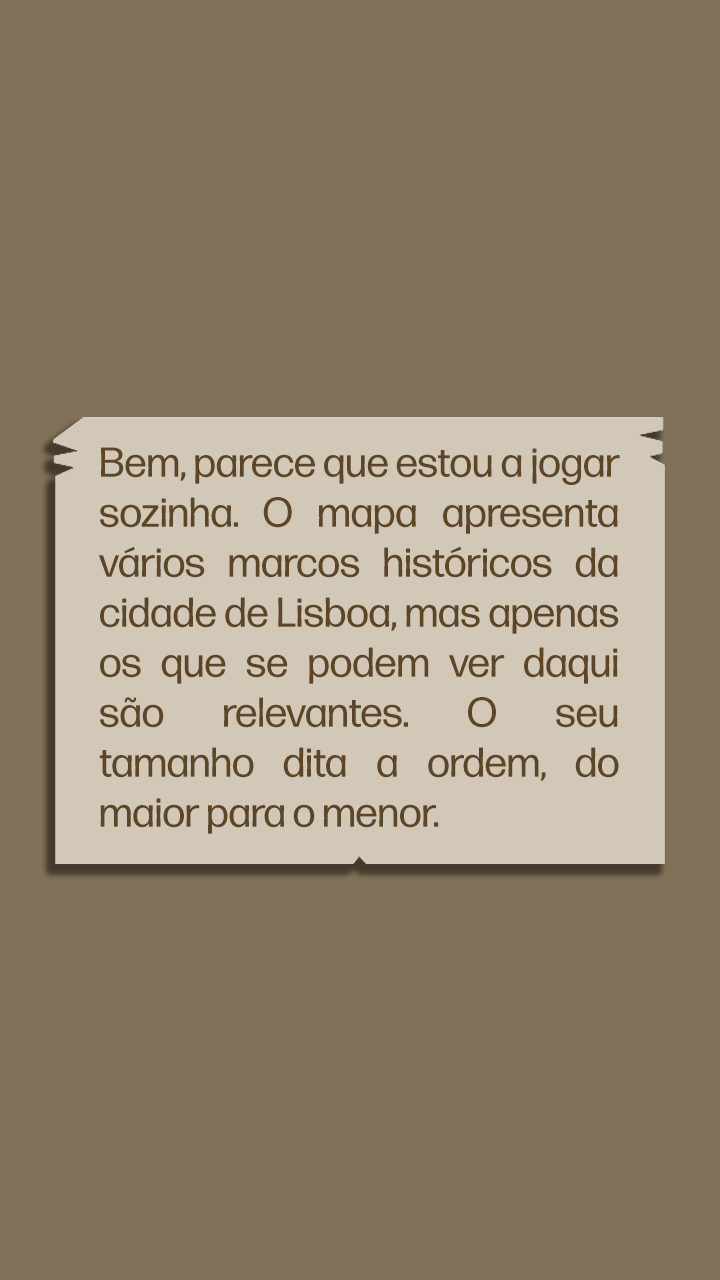 Bem, parece que estou a jogar
sozinha. O mapa apresenta
vários marcos históricos da
cidade de Lisboa, mas apenas
os que se podem ver daqui
são relevantes. O seu
tamanho dita a ordem, do
maior para o menor.